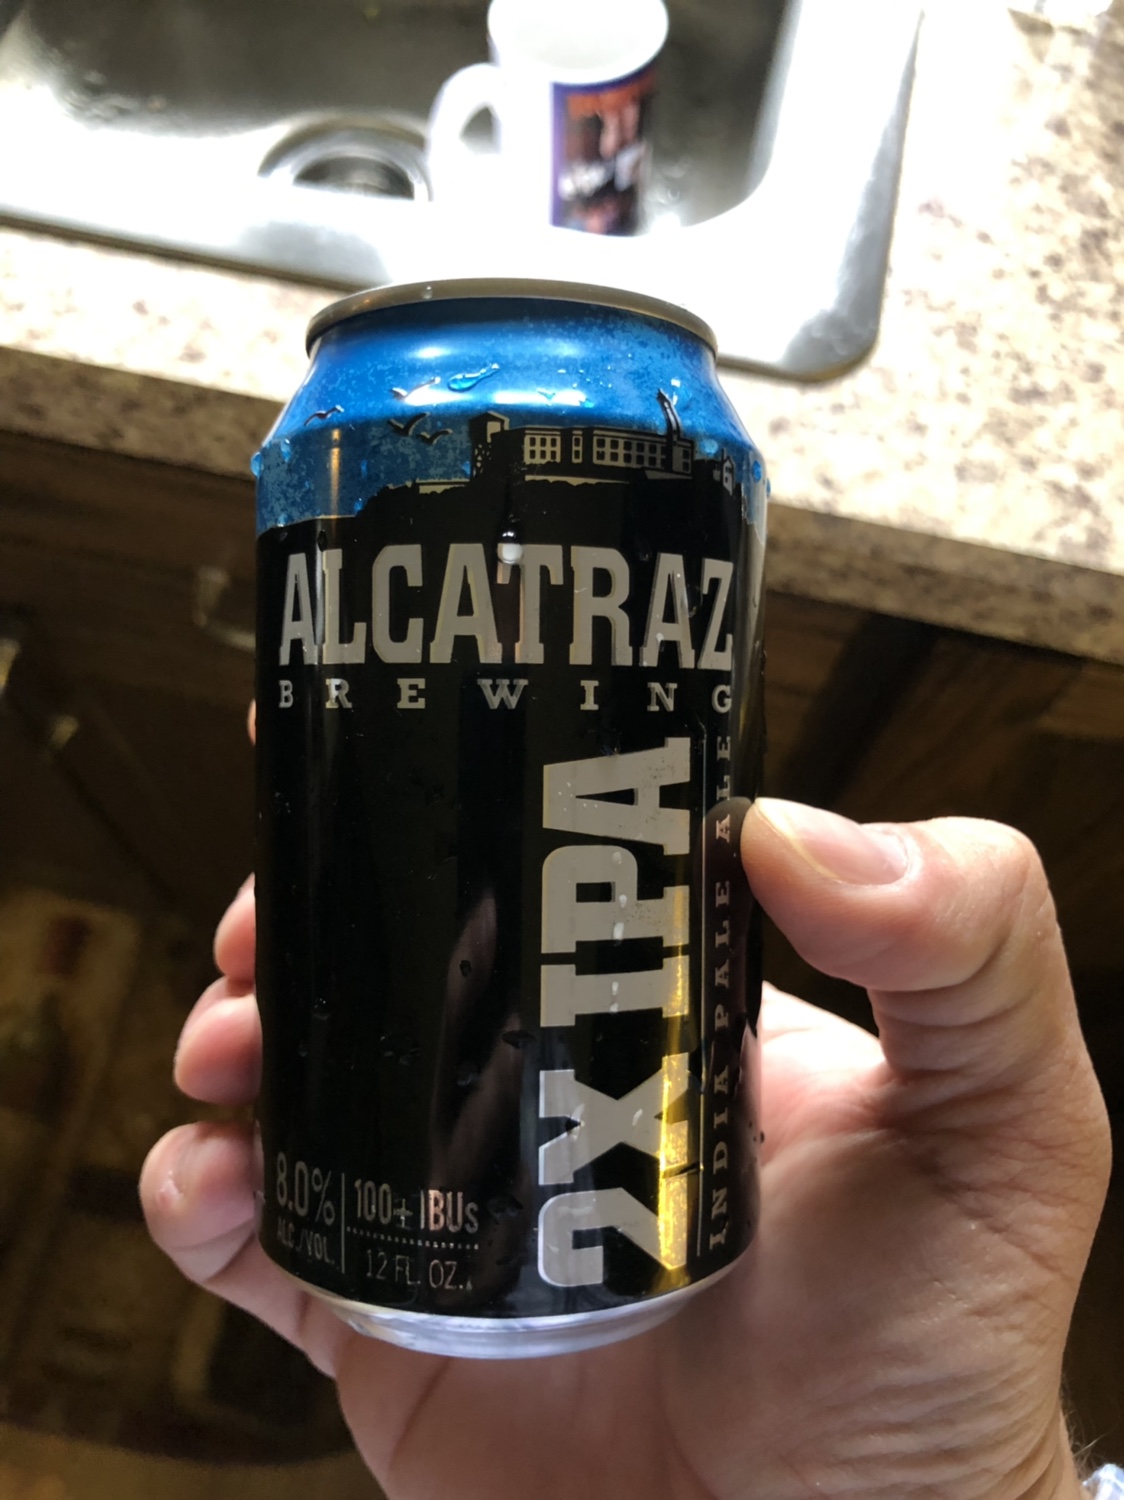 ALCATRAZ
BREWING
2X IPA
INDIA PALE ALE
8.0%
ALC./VOL.
100+ IBUs
12 FL. OZ.